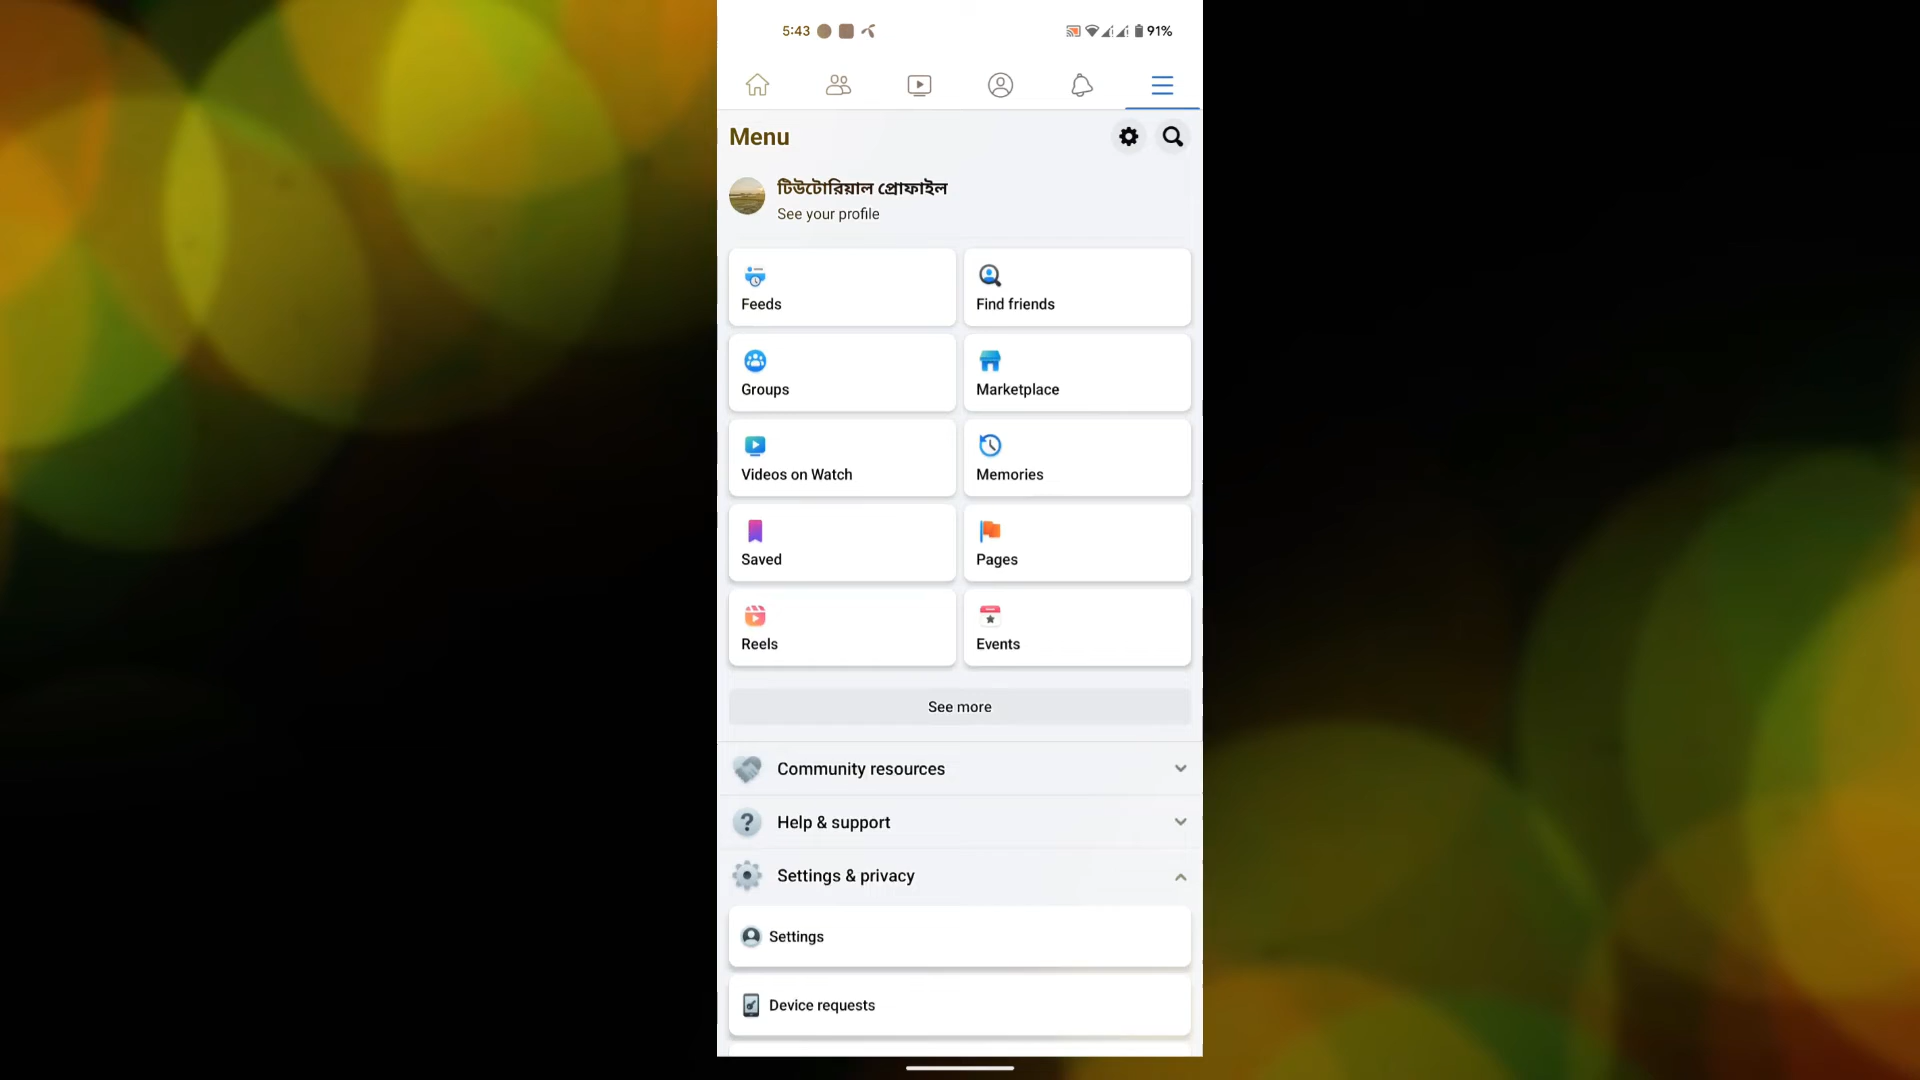 5:43
91%
Menu
টিউটোরিয়াল প্রোফাইল
See your profile
Feeds
Find friends
Groups
Marketplace
Videos on Watch
Memories
Saved
Pages
Reels
Events
See more
Community resources
Help & support
Settings & privacy
Settings
Device requests